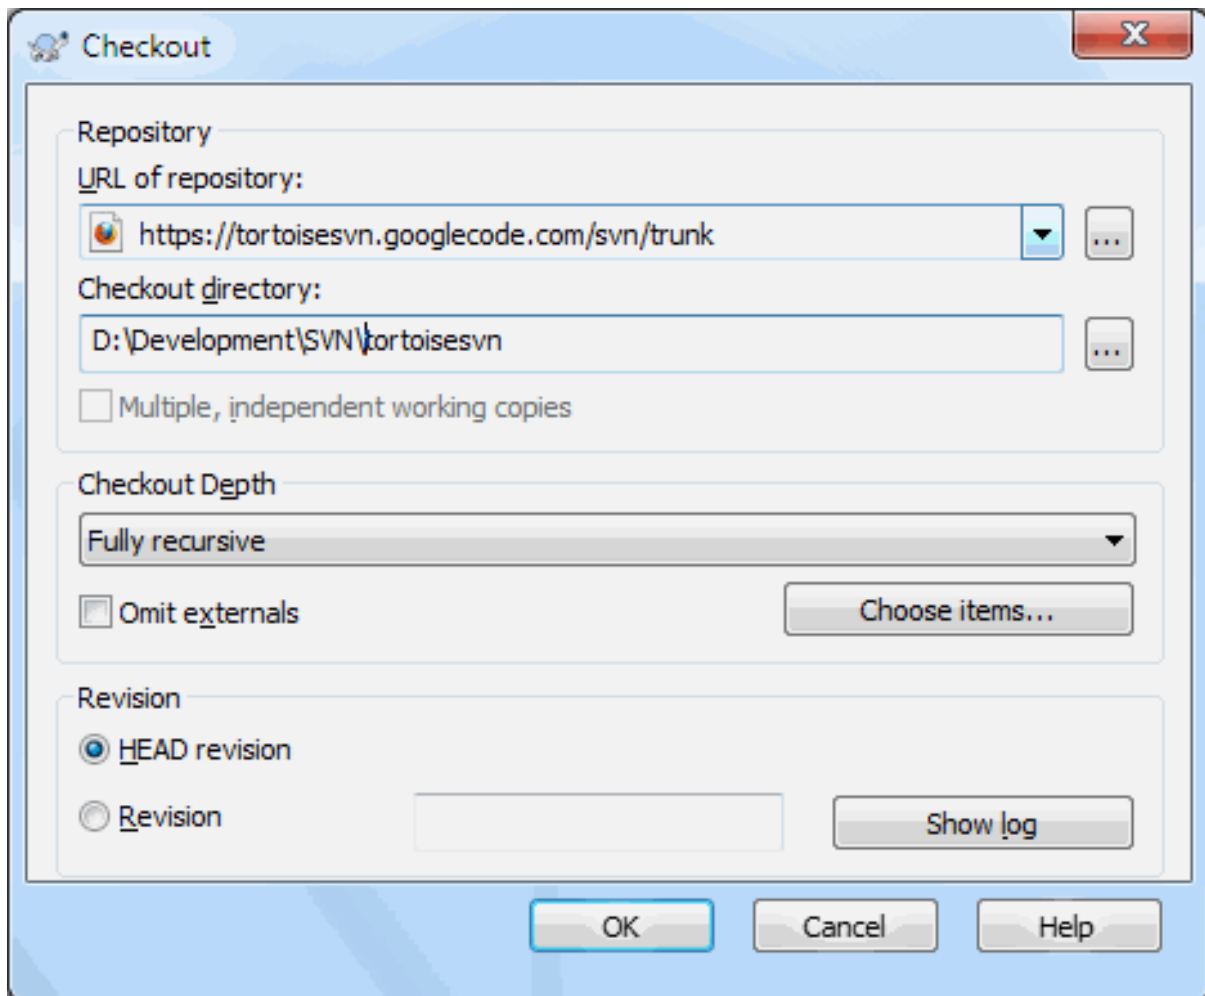 Checkout
Repository
URL of repository:
https://tortoisesvn.googlecode.com/svn/trunk
...
Checkout directory:
D:\Development\SVN\tortoisesvn
...
Multiple, independent working copies
Checkout Depth
Fully recursive
Omit externals
Choose items...
Revision
HEAD revision
Revision
Show log
OK
Cancel
Help